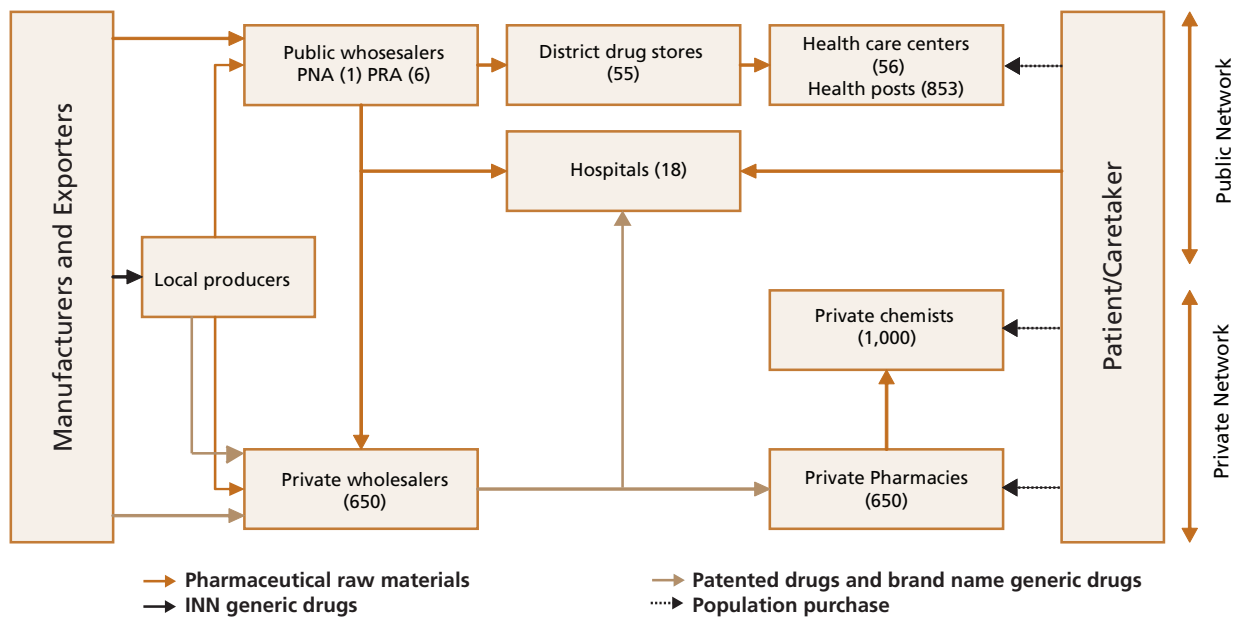 Manufacturers and Exporters
Public whosesalers
PNA (1) PRA (6)
District drug stores
(55)
Health care centers
(56)
Health posts (853)
Hospitals (18)
Local producers
Private chemists
(1,000)
Private wholesalers
(650)
Private Pharmacies
(650)
Patient/Caretaker
Public Network
Private Network
Pharmaceutical raw materials
INN generic drugs
Patented drugs and brand name generic drugs
Population purchase